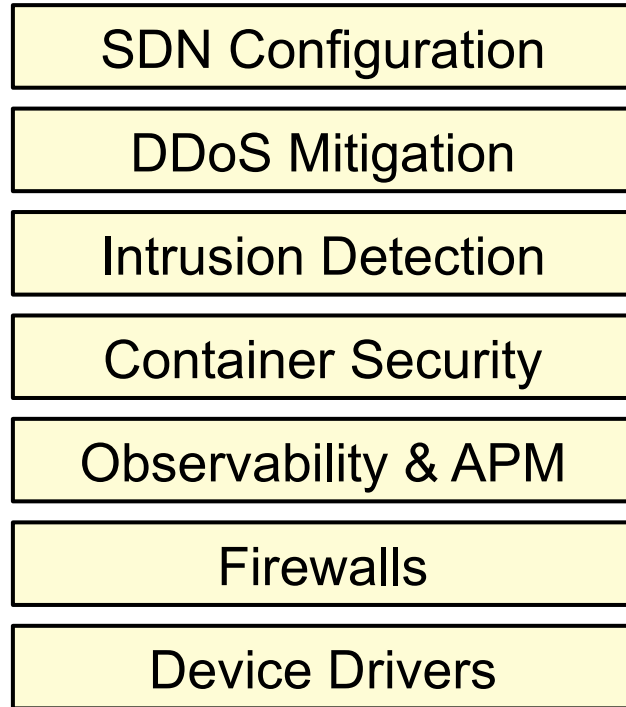 SDN Configuration
DDoS Mitigation
Intrusion Detection
Container Security
Observability & APM
Firewalls
Device Drivers